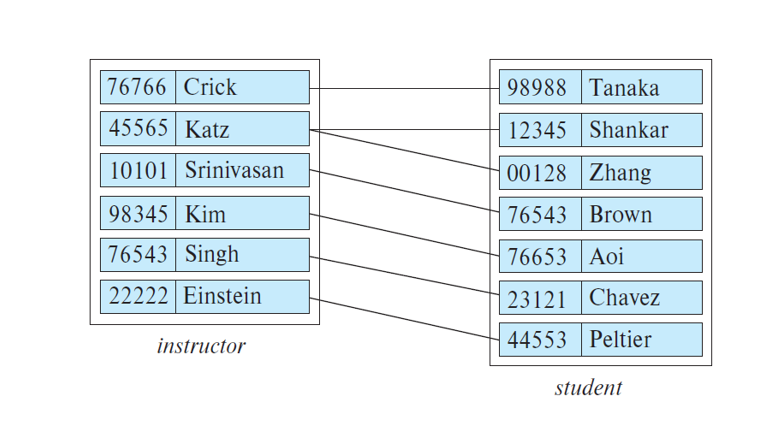 76766 Crick
45565 Katz
10101 Srinivasan
98345 Kim
76543 Singh
22222 Einstein
instructor
98988 Tanaka
12345 Shankar
00128 Zhang
76543 Brown
76653 Aoi
23121 Chavez
44553 Peltier
student